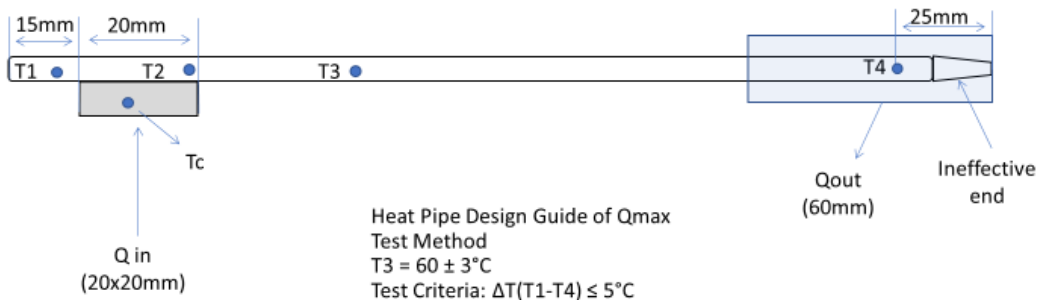 15mm
20mm
25mm
T1
T2
T3
T4
Tc
Q in
(20x20mm)
Qout
(60mm)
Ineffective
end
Heat Pipe Design Guide of Qmax
Test Method
T3 = 60 ± 3°C
Test Criteria: ΔT(T1-T4) ≤ 5°C